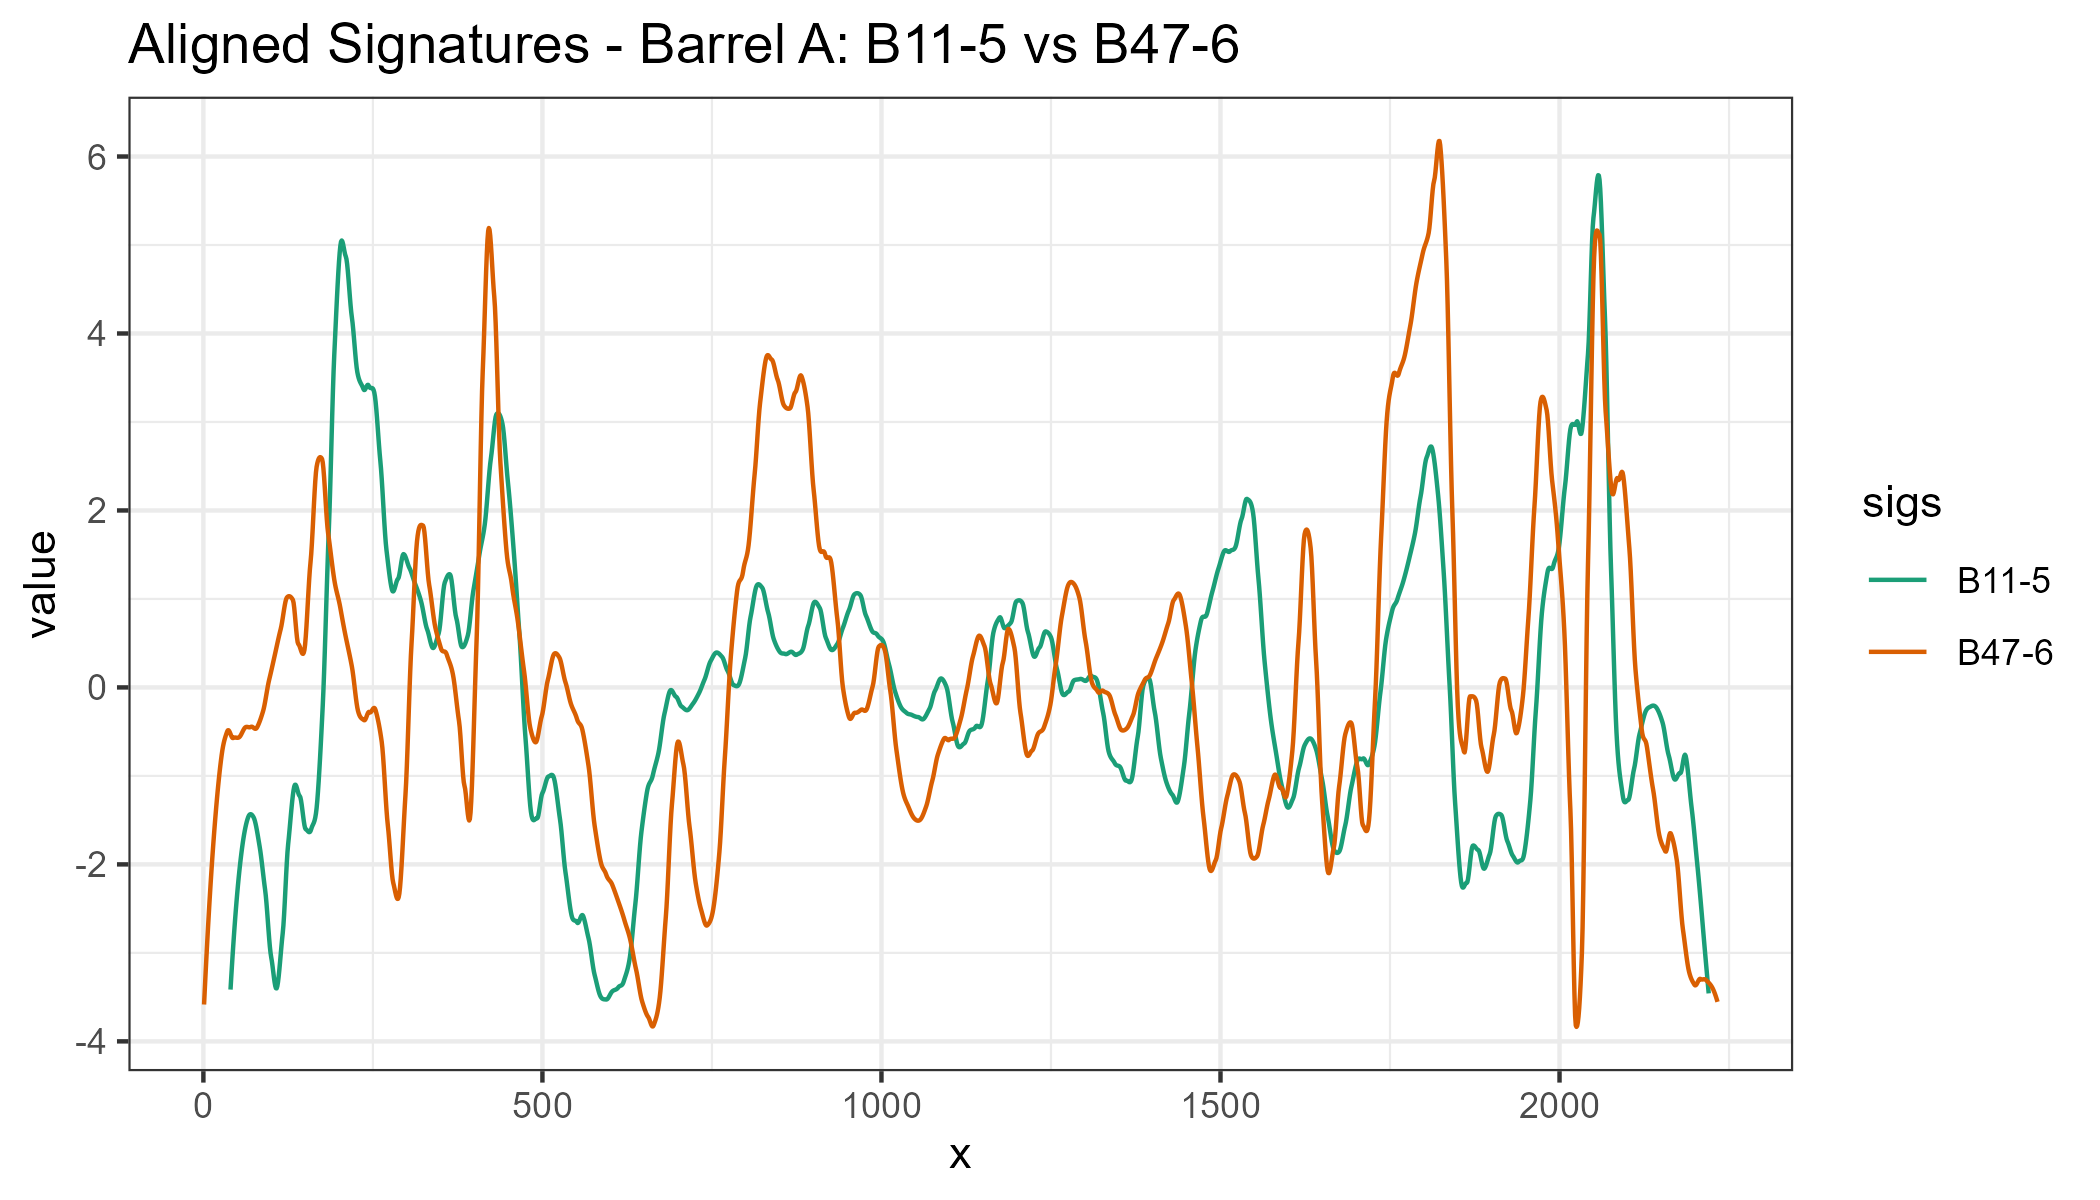 Aligned Signatures - Barrel A: B11-5 vs B47-6
6
4
2
0
-2
-4
value
0 500 1000 1500 2000
x
sigs
B11-5
B47-6